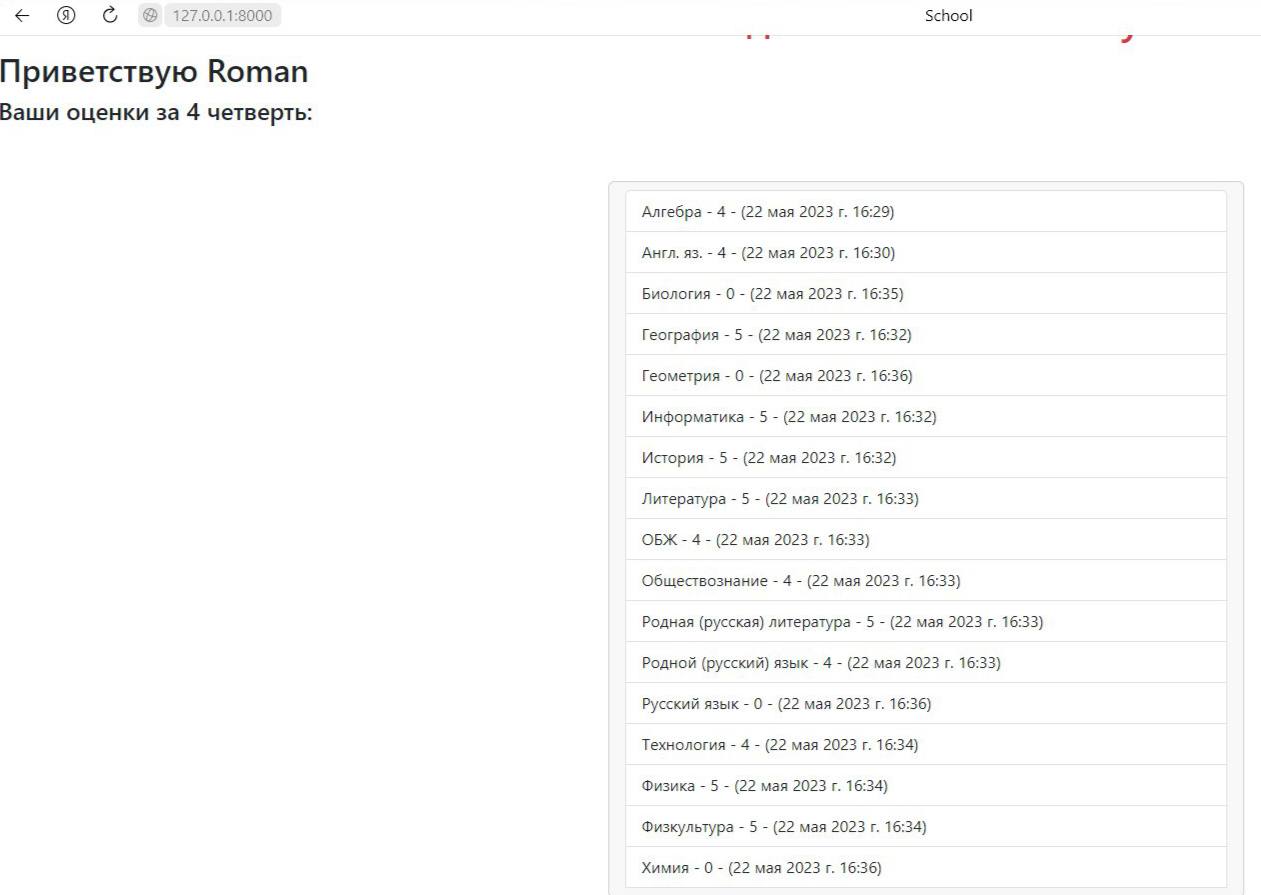 127.0.0.1:8000
School
Приветствую Roman
Ваши оценки за 4 четверть:
Алгебра - 4 - (22 мая 2023 г. 16:29)
Англ. яз. - 4 - (22 мая 2023 г. 16:30)
Биология - 0 - (22 мая 2023 г. 16:35)
География - 5 - (22 мая 2023 г. 16:32)
Геометрия - 0 - (22 мая 2023 г. 16:36)
Информатика - 5 - (22 мая 2023 г. 16:32)
История - 5 - (22 мая 2023 г. 16:32)
Литература - 5 - (22 мая 2023 г. 16:33)
ОБЖ - 4 - (22 мая 2023 г. 16:33)
Обществознание - 4 - (22 мая 2023 г. 16:33)
Родная (русская) литература - 5 - (22 мая 2023 г. 16:33)
Родной (русский) язык - 4 - (22 мая 2023 г. 16:33)
Русский язык - 0 - (22 мая 2023 г. 16:36)
Технология - 4 - (22 мая 2023 г. 16:34)
Физика - 5 - (22 мая 2023 г. 16:34)
Физкультура - 5 - (22 мая 2023 г. 16:34)
Химия - 0 - (22 мая 2023 г. 16:36)